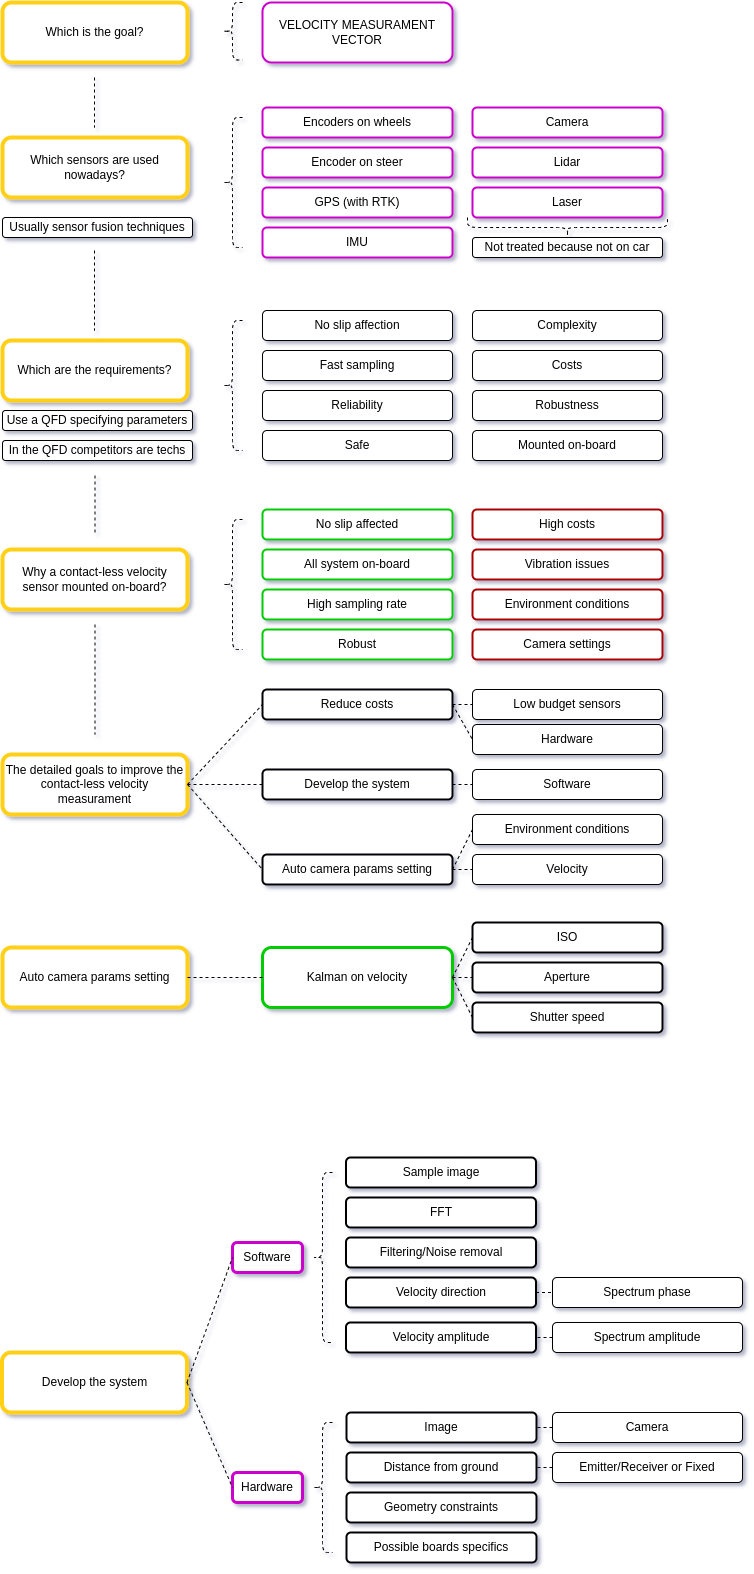 Which is the goal?
VELOCITY MEASURAMENT
VECTOR
Which sensors are used
nowadays?
Usually sensor fusion techniques
Encoders on wheels
Camera
Encoder on steer
Lidar
GPS (with RTK)
Laser
IMU
Not treated because not on car
Which are the requirements?
Use a QFD specifying parameters
In the QFD competitors are techs
No slip affection
Complexity
Fast sampling
Costs
Reliability
Robustness
Safe
Mounted on-board
Why a contact-less velocity
sensor mounted on-board?
No slip affected
High costs
All system on-board
Vibration issues
High sampling rate
Environment conditions
Robust
Camera settings
The detailed goals to improve the
contact-less velocity
measurament
Reduce costs
Low budget sensors
Hardware
Develop the system
Software
Auto camera params setting
Environment conditions
Velocity
Auto camera params setting
Kalman on velocity
ISO
Aperture
Shutter speed
Develop the system
Software
Sample image
FFT
Filtering/Noise removal
Velocity direction
Spectrum phase
Velocity amplitude
Spectrum amplitude
Hardware
Image
Camera
Distance from ground
Emitter/Receiver or Fixed
Geometry constraints
Possible boards specifics